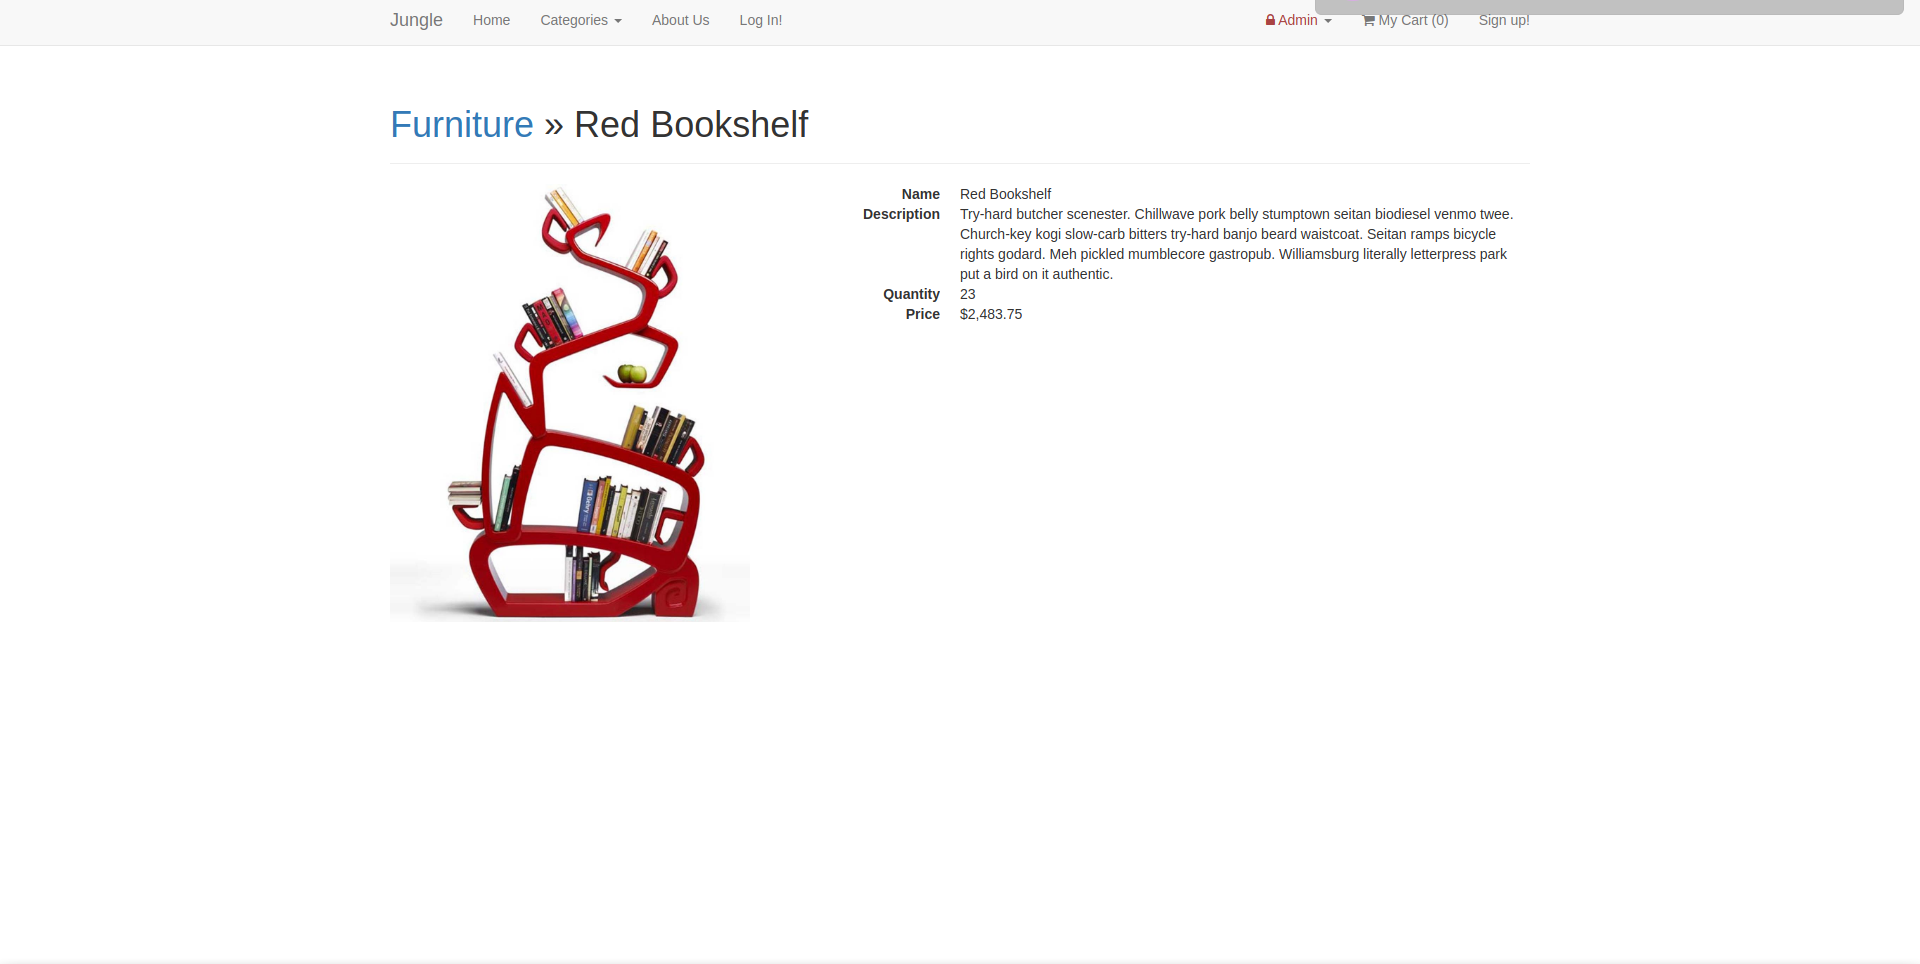 Jungle Home Categories About Us Log In! Admin My Cart (0) Sign up!
Furniture » Red Bookshelf
Name Red Bookshelf
Description Try-hard butcher scenester. Chillwave pork belly stumptown seitan biodiesel venmo twee.
Church-key kogi slow-carb bitters try-hard banjo beard waistcoat. Seitan ramps bicycle
rights godard. Meh pickled mumblecore gastropub. Williamsburg literally letterpress park
put a bird on it authentic.
Quantity 23
Price $2,483.75